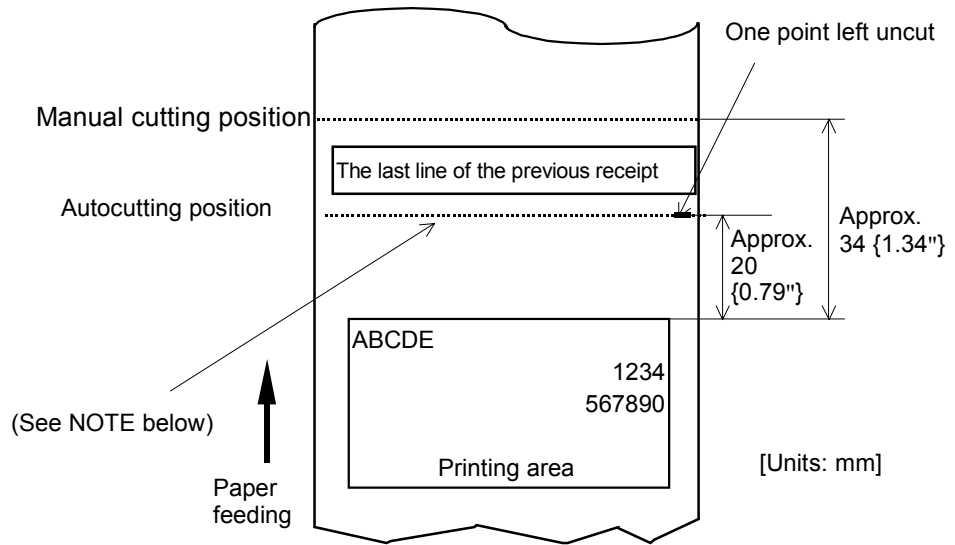 One point left uncut
Manual cutting position
The last line of the previous receipt
Autocutting position
Approx.
34 {1.34"}
Approx.
20
{0.79"}
ABCDE
1234
567890
(See NOTE below)
Printing area
[Units: mm]
Paper
feeding